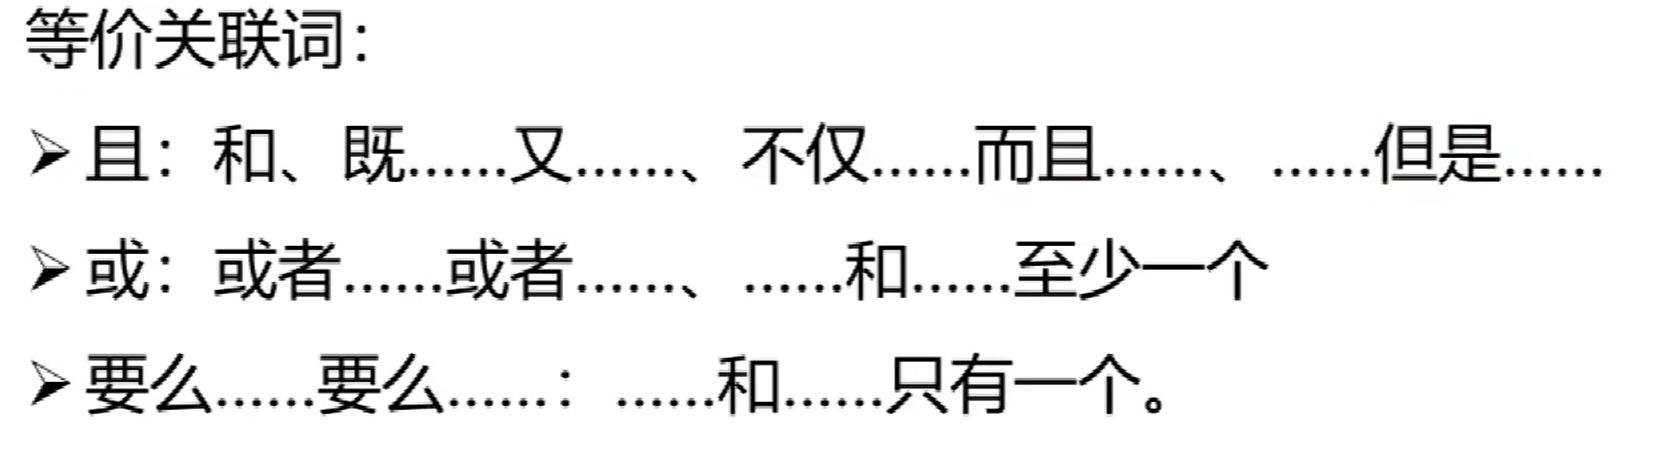 等价关联词：
➢且：和、既……又……、不仅……而且……、……但是……
➢或：或者……或者……、……和……至少一个
➢要么……要么……：……和……只有一个。